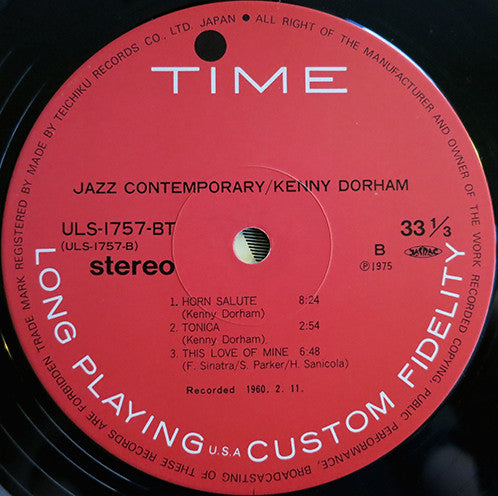 TIME
JAZZ CONTEMPORARY/KENNY DORHAM
ULS-1757-BT
(ULS-1757-B)
stereo
33 1/3
B
JASRAC
Ⓟ1975
1. HORN SALUTE 8:24
(Kenny Dorham)
2. TONICA 2:54
(Kenny Dorham)
3. THIS LOVE OF MINE 6:48
(F. Sinatra/S. Parker/H. Sanicola)
Recorded 1960. 2. 11.
LONG PLAYING U.S.A CUSTOM FIDELITY
TRADE MARK REGISTERED BY MADE BY TEICHIKU RECORDS CO., LTD. JAPAN • ALL RIGHT OF THE MANUFACTURER AND OWNER OF THE WORK RECORDED COPYING, PUBLIC PERFORMANCE, BROADCASTING OF THESE RECORDS ARE FORBIDDEN